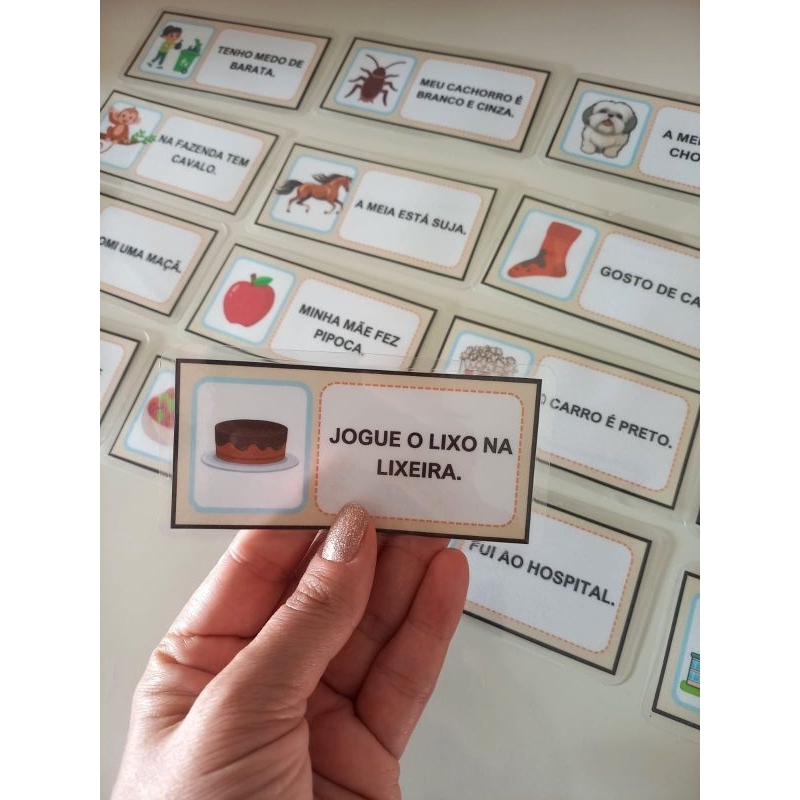 TENHO MEDO DE
BARATA.
MEU CACHORRO É
BRANCO E CINZA.
A
CHO
NA FAZENDA TEM
CAVALO.
A MEIA ESTÁ SUJA.
GOSTO DE CA
OMI UMA MAÇÃ.
MINHA MÃE FEZ
PIPOCA.
O CARRO É PRETO.
JOGUE O LIXO NA
LIXEIRA.
FUI AO HOSPITAL.